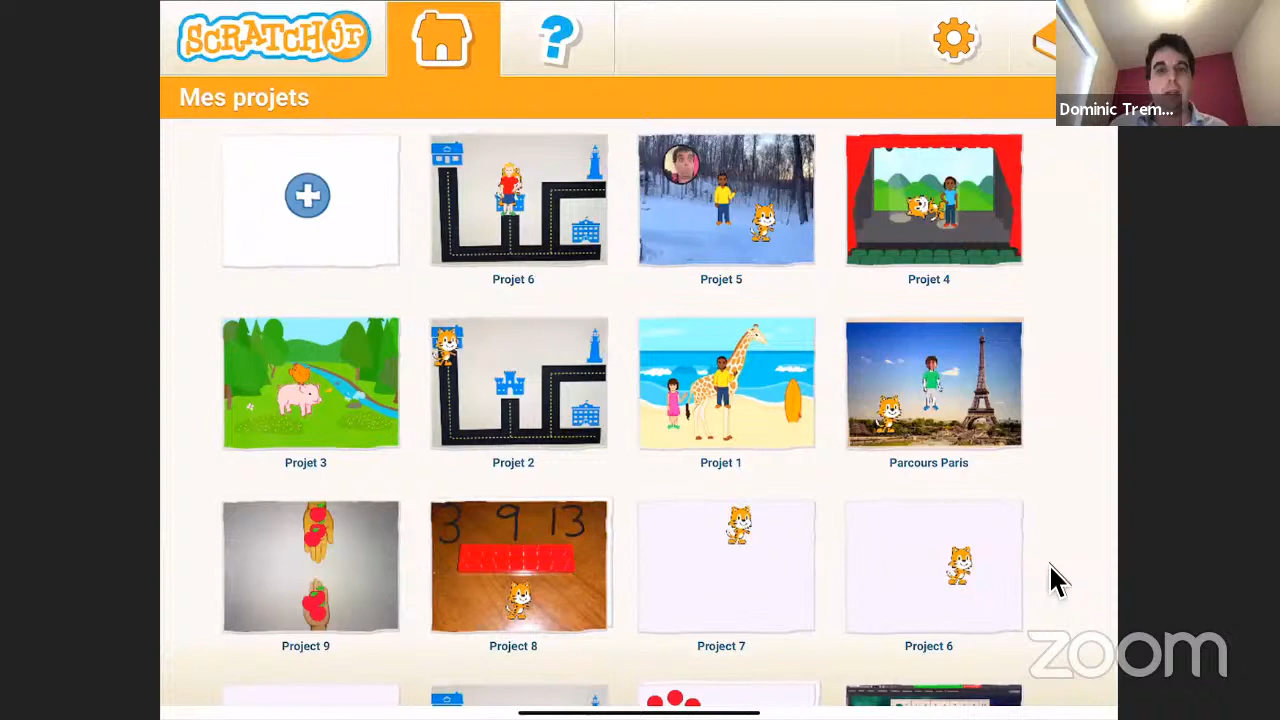 SCRATCH jr
?
Mes projets
Dominic Trem...
Projet 6
Projet 5
Projet 4
Projet 3
Projet 2
Projet 1
Parcours Paris
3 9 13
Project 9
Project 8
Project 7
Project 6
zoom